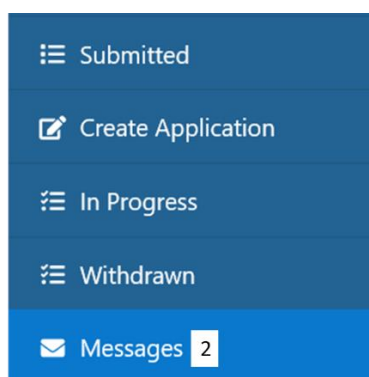 Submitted
Create Application
In Progress
Withdrawn
Messages 2